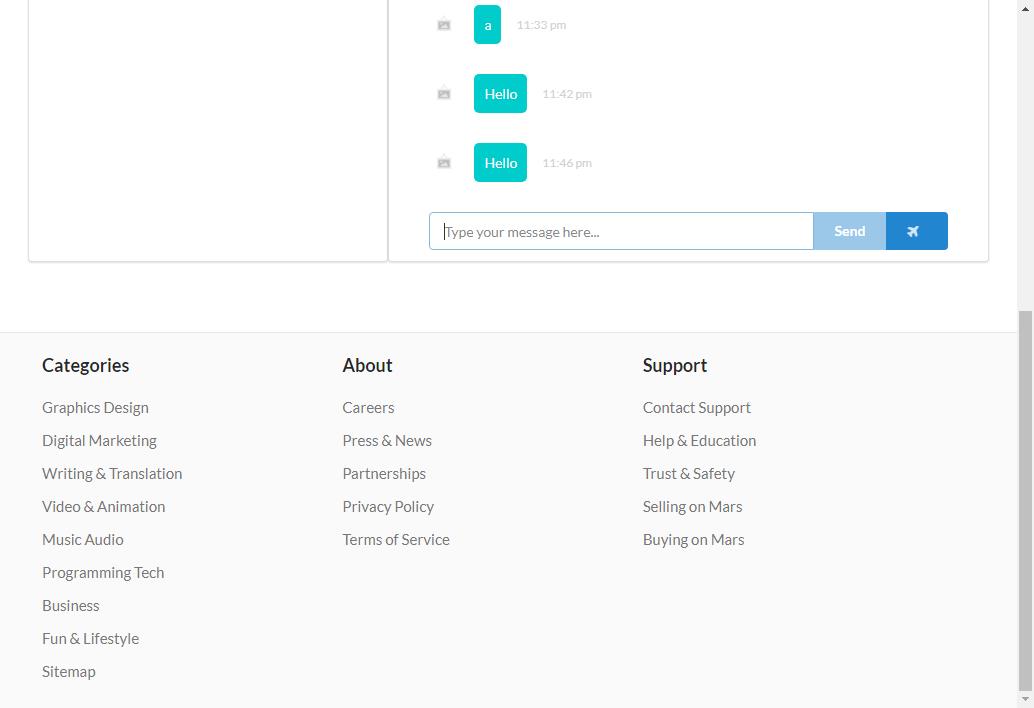 a 11:33 pm
Hello 11:42 pm
Hello 11:46 pm
Type your message here... Send
Categories
Graphics Design
Digital Marketing
Writing & Translation
Video & Animation
Music Audio
Programming Tech
Business
Fun & Lifestyle
Sitemap
About
Careers
Press & News
Partnerships
Privacy Policy
Terms of Service
Support
Contact Support
Help & Education
Trust & Safety
Selling on Mars
Buying on Mars